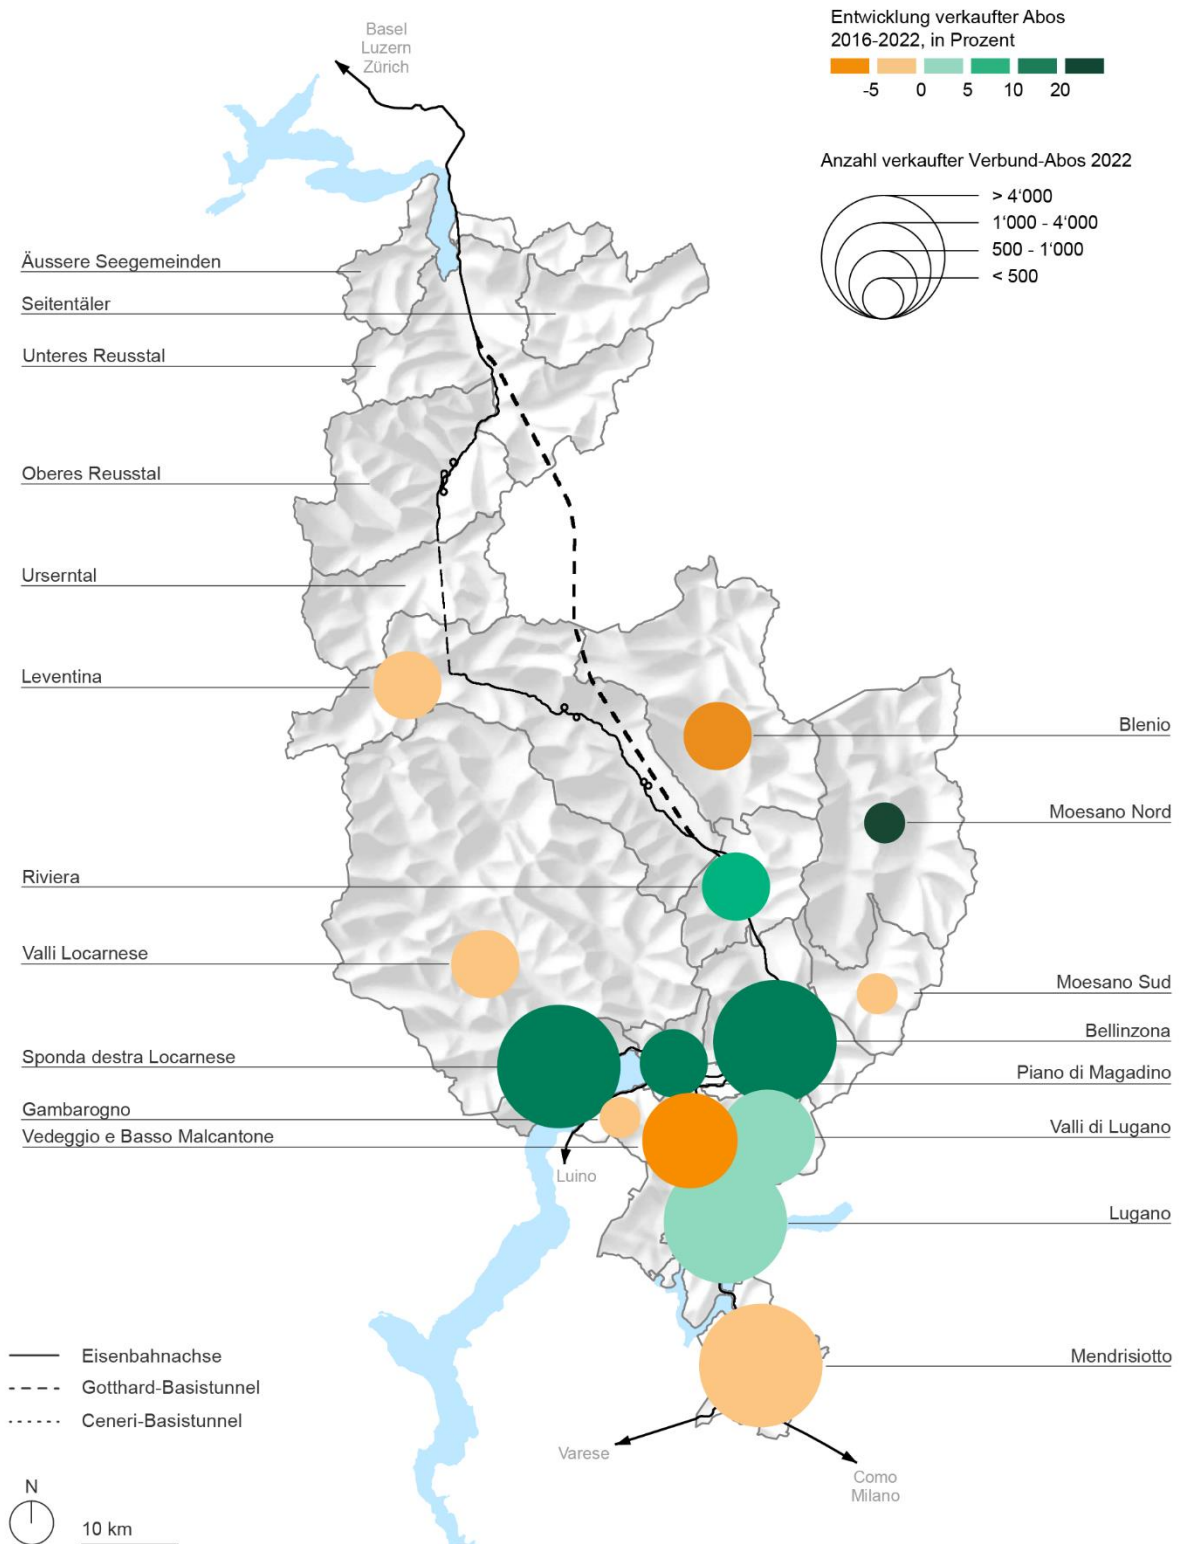 Basel
Luzern
Zürich
Entwicklung verkaufter Abos
2016-2022, in Prozent
-5 0 5 10 20
Anzahl verkaufter Verbund-Abos 2022
> 4'000
1'000 - 4'000
500 - 1'000
< 500
Äussere Seegemeinden
Seitentäler
Unteres Reusstal
Oberes Reusstal
Urserntal
Leventina
Blenio
Moesano Nord
Riviera
Valli Locarnese
Moesano Sud
Bellinzona
Sponda destra Locarnese
Piano di Magadino
Gambarogno
Valli di Lugano
Vedeggio e Basso Malcantone
Luino
Lugano
Mendrisiotto
Eisenbahnachse
Gotthard-Basistunnel
Ceneri-Basistunnel
Varese
Como
Milano
N
10 km